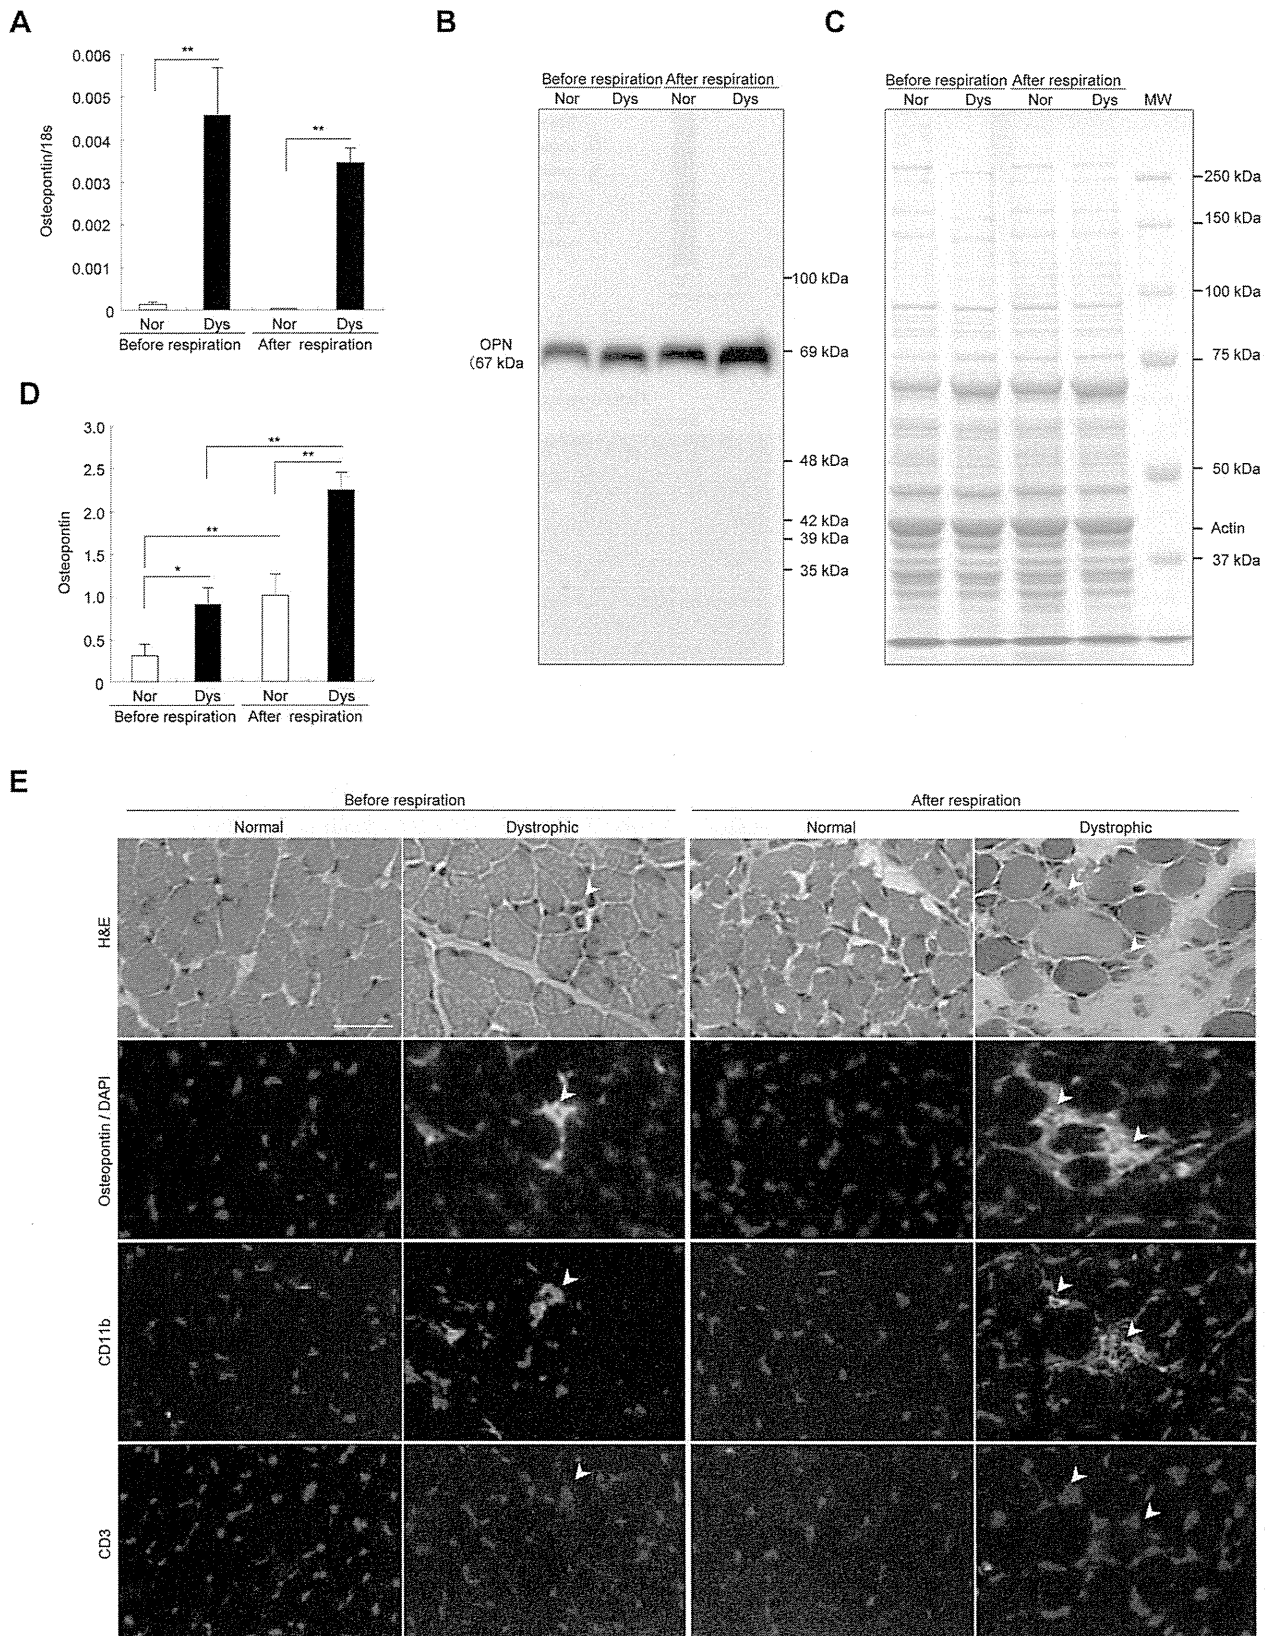 A
**
**
0.006
0.005
0.004
0.003
0.002
0.001
0
Osteopontin/18s
Nor Dys Nor Dys
Before respiration After respiration
B
Before respiration After respiration
Nor Dys Nor Dys
OPN
(67 kDa
100 kDa
69 kDa
48 kDa
42 kDa
39 kDa
35 kDa
C
Before respiration After respiration
Nor Dys Nor Dys MW
250 kDa
150 kDa
100 kDa
75 kDa
50 kDa
Actin
37 kDa
D
**
**
**
*
3.0
2.5
2.0
1.5
1.0
0.5
0
Osteopontin
Nor Dys Nor Dys
Before respiration After respiration
E
Before respiration After respiration
Normal Dystrophic Normal Dystrophic
H&E
Osteopontin / DAPI
CD11b
CD3